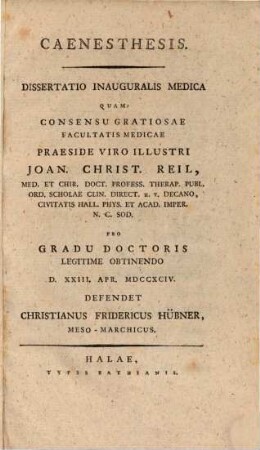 CAENESTHESIS.
DISSERTATIO INAUGURALIS MEDICA
QUAM
CONSENSU GRATIOSAE
FACULTATIS MEDICAE
PRAESIDE VIRO ILLUSTRI
JOAN. CHRIST. REIL,
MED. ET CHIR. DOCT. PROFESS. THERAP. PUBL.
ORD. SCHOLAE CLIN. DIRECT. H. T. DECANO,
CIVITATIS HALL. PHYS. ET ACAD. IMPER.
N. C. SOD.
PRO
GRADU DOCTORIS
LEGITIME OBTINENDO
D. XXIII. APR. MDCCXCIV.
DEFENDET
CHRISTIANUS FRIDERICUS HÜBNER,
MESO-MARCHICUS.
HALAE,
TYPIS BATHIANIS.